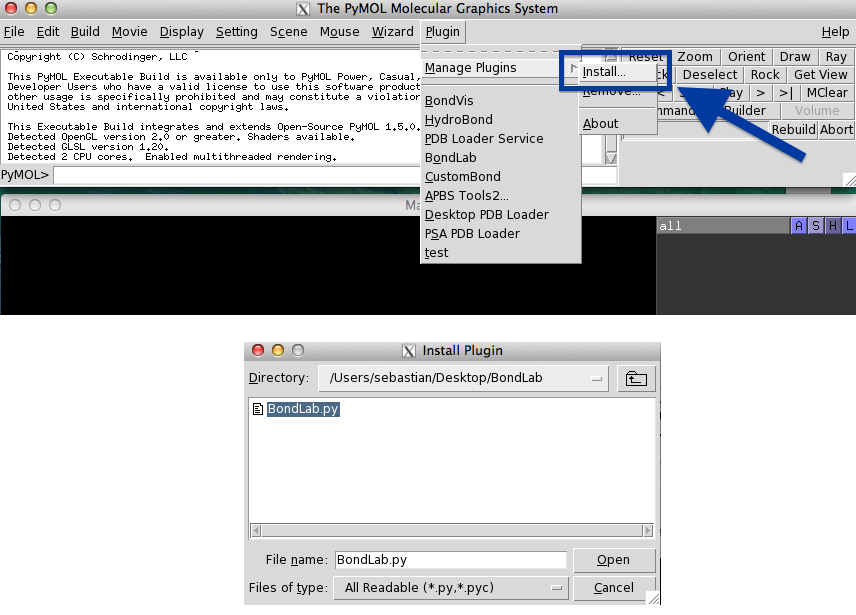 The PyMOL Molecular Graphics System
File Edit Build Movie Display Setting Scene Mouse Wizard Plugin Help
Copyright (C) Schrodinger, LLC
This PyMOL Executable Build is available only to PyMOL Power, Casual,
Developer Users who have a valid license to use this software product
other usage is specifically prohibited and may constitute a violation
United States and international copyright laws.
This Executable Build integrates and extends Open-Source PyMOL 1.5.0.
Detected OpenGL version 2.0 or greater. Shaders available.
Detected GLSL version 1.20.
Detected 2 CPU cores. Enabled multithreaded rendering.
PyMOL>
Manage Plugins
BondVis
HydroBond
PDB Loader Service
BondLab
CustomBond
APBS Tools2...
Desktop PDB Loader
PSA PDB Loader
test
Install...
Remove...
About
Reset Zoom Orient Draw Ray
Deselect Rock Get View
< > >| MClear
Builder Volume
Rebuild Abort
all A S H L
Install Plugin
Directory: /Users/sebastian/Desktop/BondLab
BondLab.py
File name: BondLab.py Open
Files of type: All Readable (*.py,*.pyc) Cancel